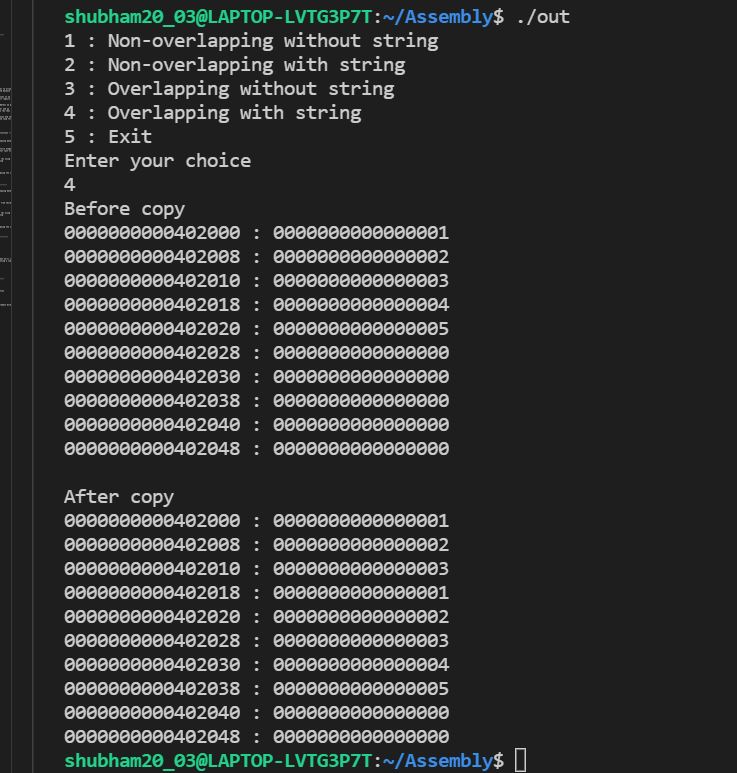 shubham20_03@LAPTOP-LVTG3P7T:~/Assembly$ ./out
1 : Non-overlapping without string
2 : Non-overlapping with string
3 : Overlapping without string
4 : Overlapping with string
5 : Exit
Enter your choice
4
Before copy
0000000000402000 : 0000000000000001
0000000000402008 : 0000000000000002
0000000000402010 : 0000000000000003
0000000000402018 : 0000000000000004
0000000000402020 : 0000000000000005
0000000000402028 : 0000000000000000
0000000000402030 : 0000000000000000
0000000000402038 : 0000000000000000
0000000000402040 : 0000000000000000
0000000000402048 : 0000000000000000

After copy
0000000000402000 : 0000000000000001
0000000000402008 : 0000000000000002
0000000000402010 : 0000000000000003
0000000000402018 : 0000000000000001
0000000000402020 : 0000000000000002
0000000000402028 : 0000000000000003
0000000000402030 : 0000000000000004
0000000000402038 : 0000000000000005
0000000000402040 : 0000000000000000
0000000000402048 : 0000000000000000
shubham20_03@LAPTOP-LVTG3P7T:~/Assembly$